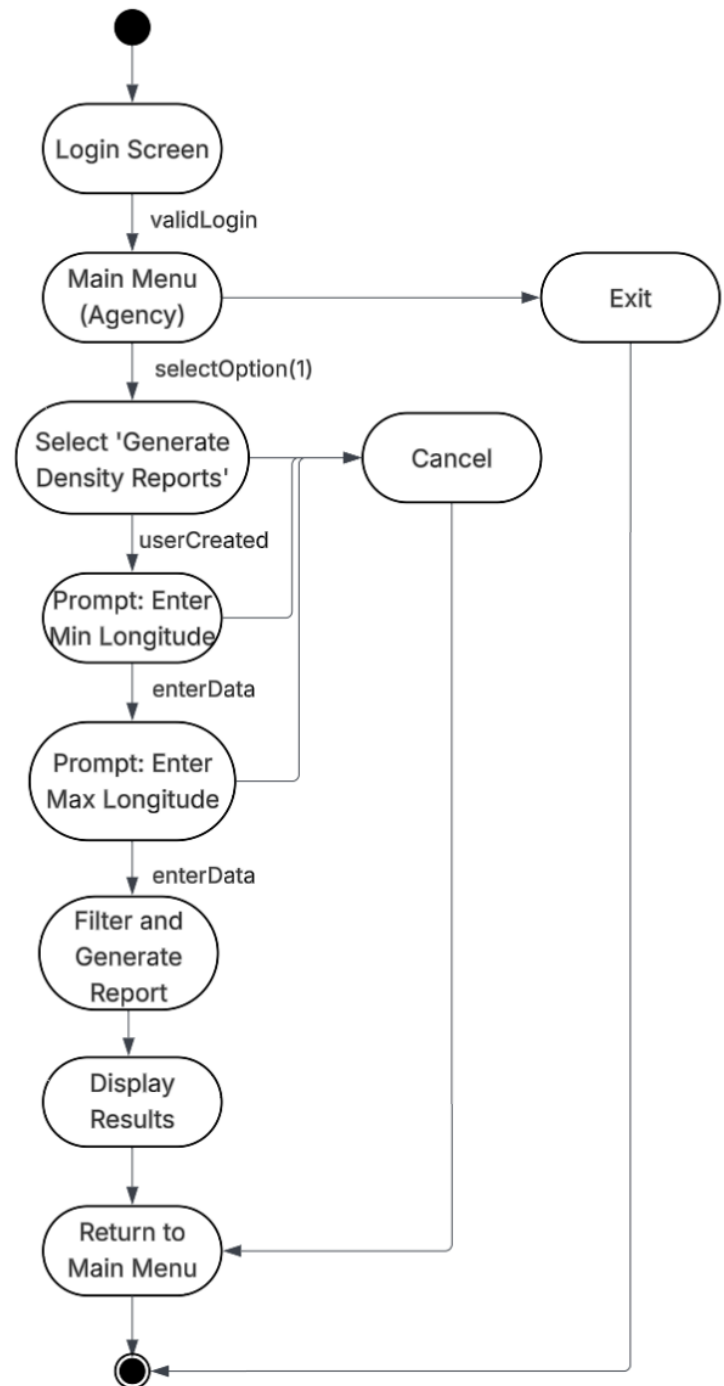 Login Screen
validLogin
Main Menu
(Agency)
Exit
selectOption(1)
Select 'Generate
Density Reports'
Cancel
userCreated
Prompt: Enter
Min Longitude
enterData
Prompt: Enter
Max Longitude
enterData
Filter and
Generate
Report
Display
Results
Return to
Main Menu